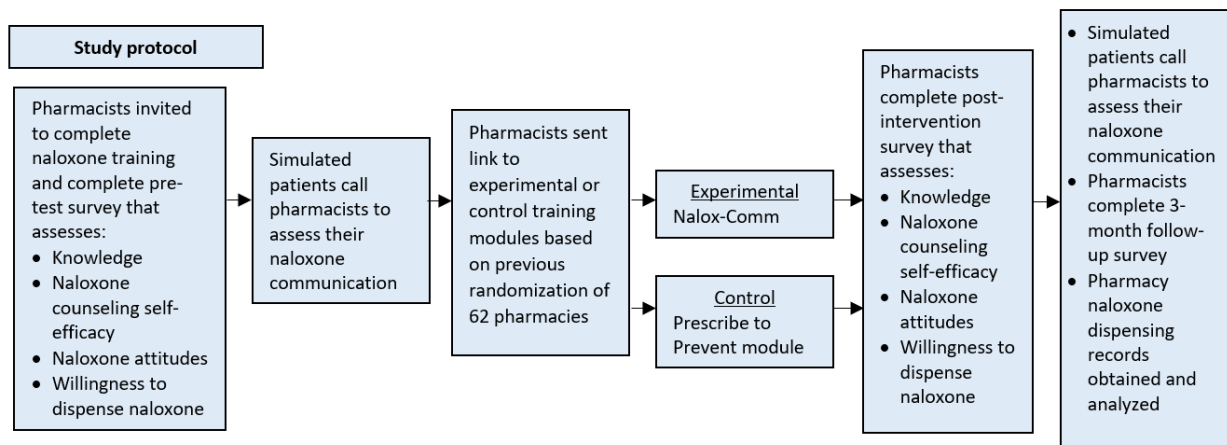 Study protocol
Pharmacists invited
to complete
naloxone training
and complete pre-
test survey that
assesses:
• Knowledge
• Naloxone
counseling self-
efficacy
• Naloxone attitudes
• Willingness to
dispense naloxone
Simulated
patients call
pharmacists to
assess their
naloxone
communication
Pharmacists sent
link to
experimental or
control training
modules based
on previous
randomization of
62 pharmacies
Experimental
Nalox-Comm
Control
Prescribe to
Prevent module
Pharmacists
complete post-
intervention
survey that
assesses:
• Knowledge
• Naloxone
counseling
self-efficacy
• Naloxone
attitudes
• Willingness to
dispense
naloxone
• Simulated
patients call
pharmacists to
assess their
naloxone
communication
• Pharmacists
complete 3-
month follow-
up survey
• Pharmacy
naloxone
dispensing
records
obtained and
analyzed